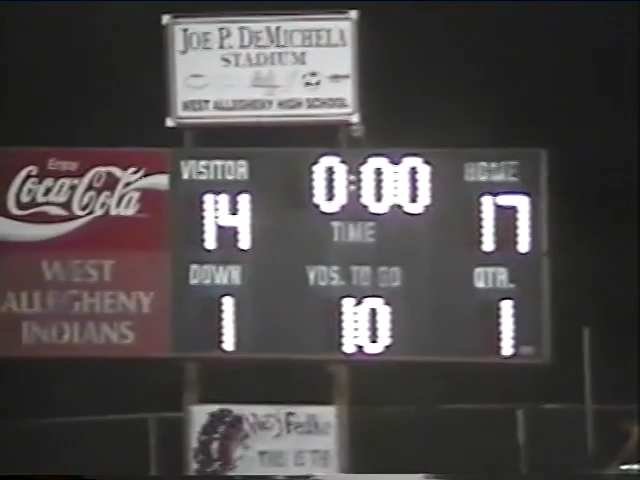 JOE P. DEMICHELA
STADIUM
WEST ALLEGHENY HIGH SCHOOL
Enjoy
Coca-Cola
VISITOR
0:00
HOME
14
TIME
17
WEST
ALLEGHENY
INDIANS
DOWN
YDS. TO GO
QTR.
1
10
1